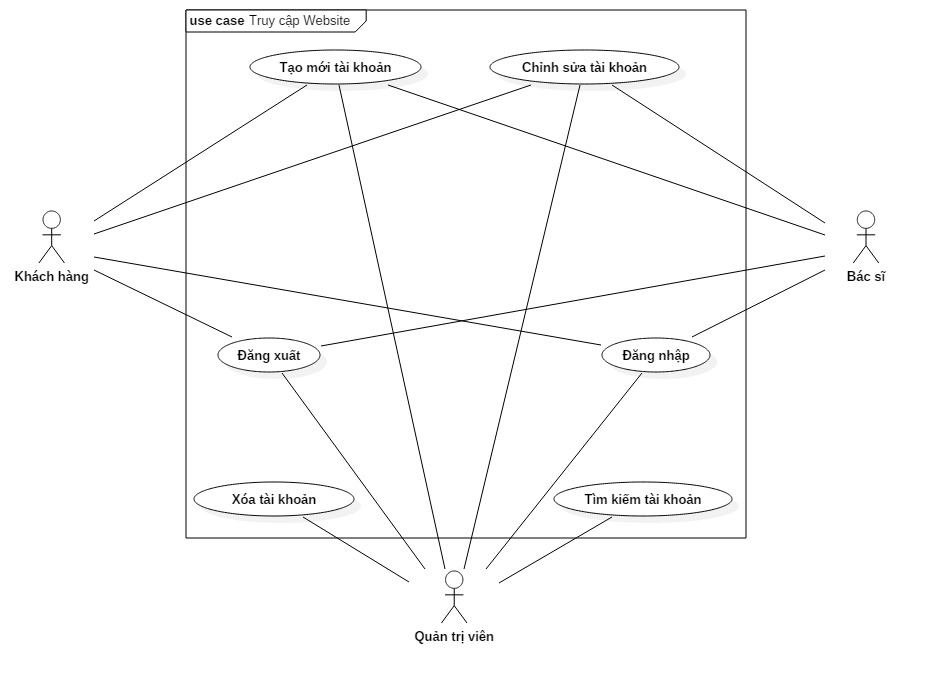 use case Truy cập Website
Tạo mới tài khoản
Chỉnh sửa tài khoản
Khách hàng
Bác sĩ
Đăng xuất
Đăng nhập
Xóa tài khoản
Tìm kiếm tài khoản
Quản trị viên